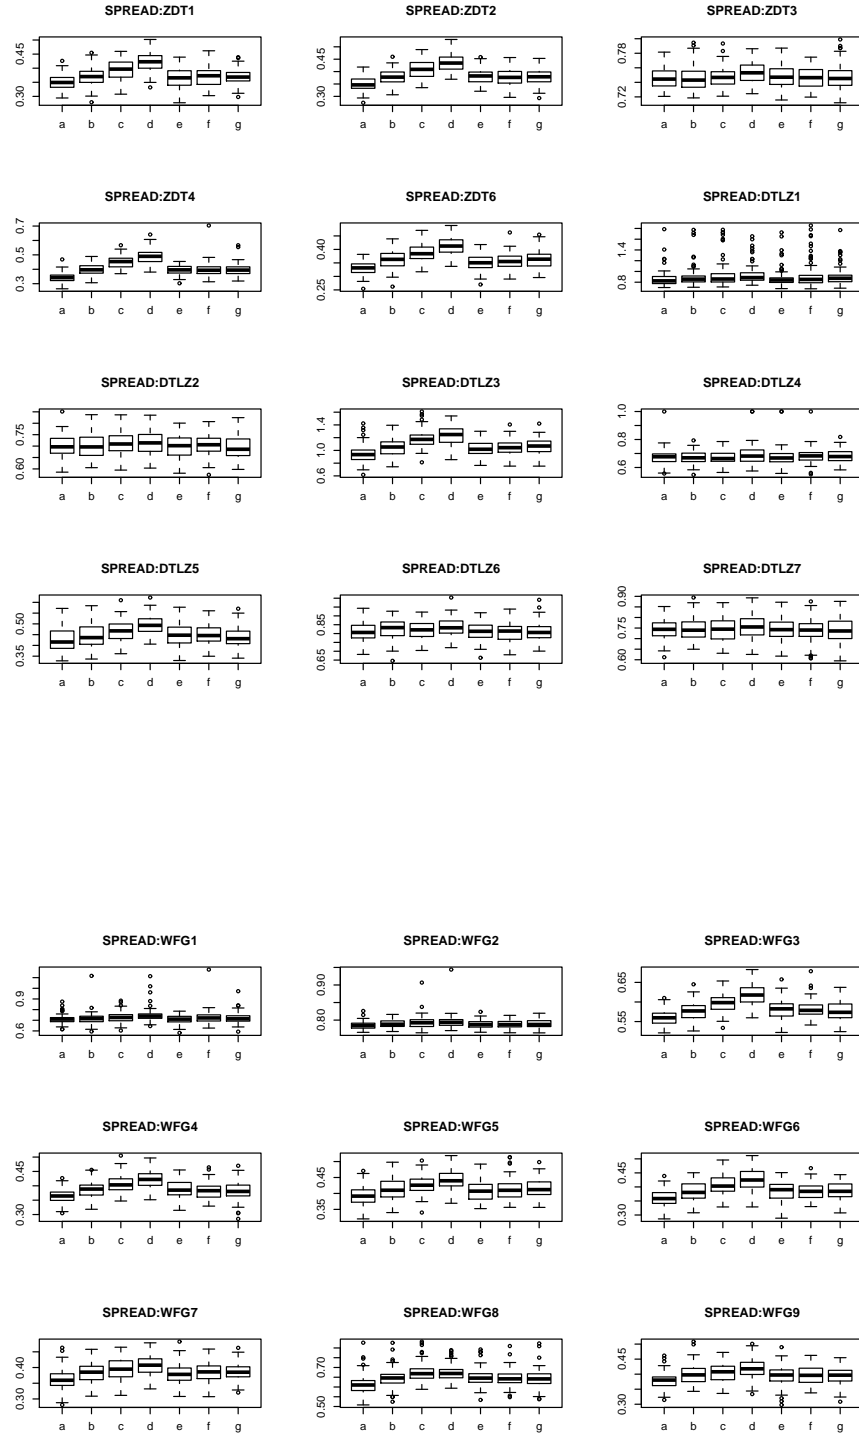 SPREAD:ZDT1 SPREAD:ZDT2 SPREAD:ZDT3
0.30 0.45 0.30 0.45 0.72 0.78
a b c d e f g a b c d e f g a b c d e f g
SPREAD:ZDT4 SPREAD:ZDT6 SPREAD:DTLZ1
0.3 0.5 0.7 0.25 0.40 0.8 1.4
a b c d e f g a b c d e f g a b c d e f g
SPREAD:DTLZ2 SPREAD:DTLZ3 SPREAD:DTLZ4
0.60 0.75 0.6 1.0 1.4 0.6 0.8 1.0
a b c d e f g a b c d e f g a b c d e f g
SPREAD:DTLZ5 SPREAD:DTLZ6 SPREAD:DTLZ7
0.35 0.50 0.65 0.85 0.60 0.75 0.90
a b c d e f g a b c d e f g a b c d e f g
SPREAD:WFG1 SPREAD:WFG2 SPREAD:WFG3
0.6 0.9 0.80 0.90 0.55 0.65
a b c d e f g a b c d e f g a b c d e f g
SPREAD:WFG4 SPREAD:WFG5 SPREAD:WFG6
0.30 0.45 0.35 0.45 0.30 0.45
a b c d e f g a b c d e f g a b c d e f g
SPREAD:WFG7 SPREAD:WFG8 SPREAD:WFG9
0.30 0.40 0.50 0.70 0.30 0.45
a b c d e f g a b c d e f g a b c d e f g